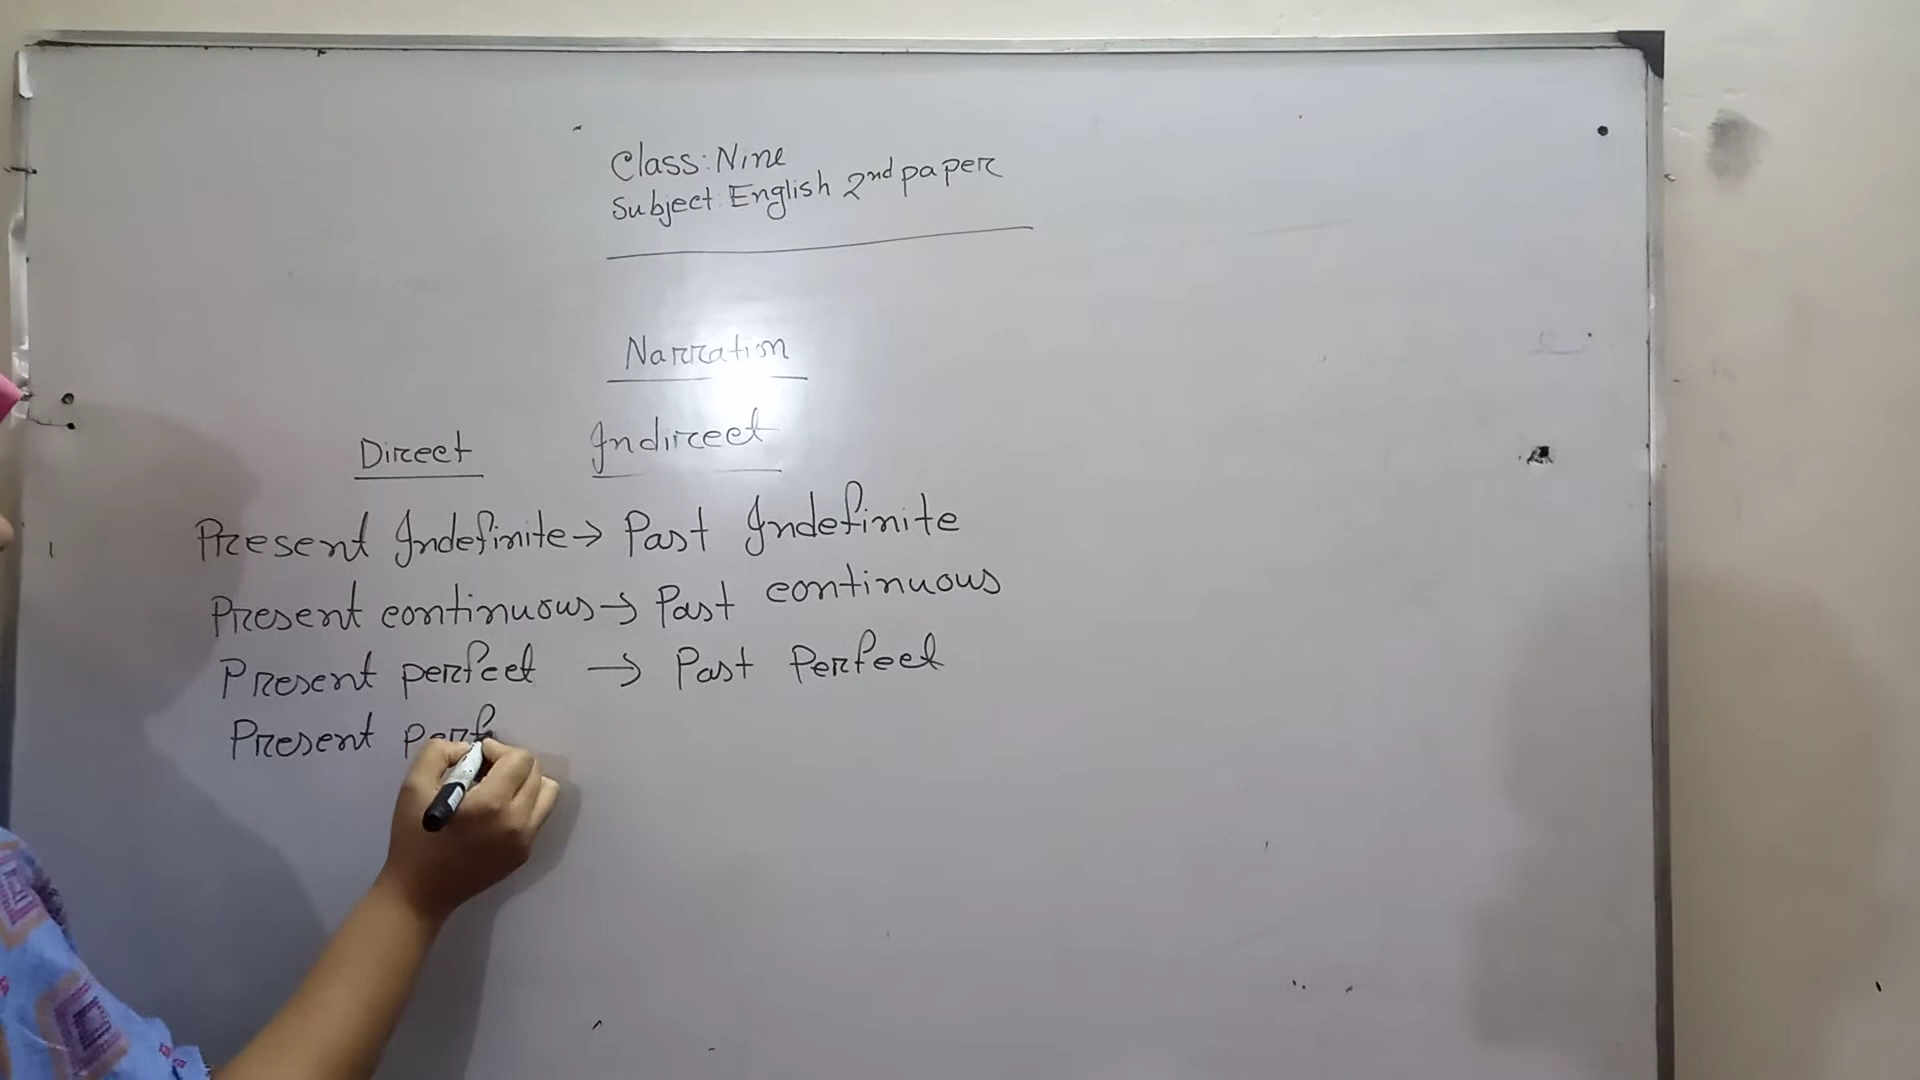 Class: Nine
Subject: English 2nd paper
Narration
Direct Indirect
Present Indefinite → Past Indefinite
Present continuous → Past continuous
Present perfect → Past Perfect
Present perf